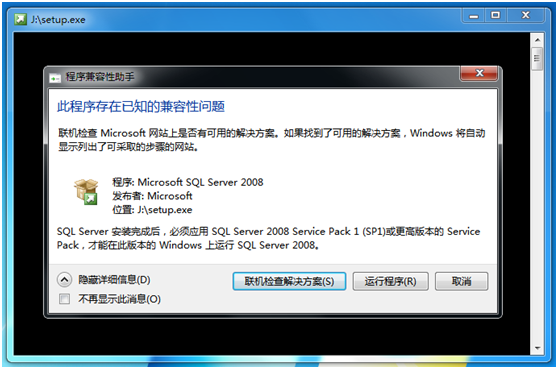 J:\setup.exe
程序兼容性助手
此程序存在已知的兼容性问题
联机检查 Microsoft 网站上是否有可用的解决方案。如果找到了可用的解决方案，Windows 将自动
显示列出了可采取的步骤的网站。
程序: Microsoft SQL Server 2008
发布者: Microsoft
位置: J:\setup.exe
SQL Server 安装完成后，必须应用 SQL Server 2008 Service Pack 1 (SP1)或更高版本的 Service
Pack，才能在此版本的 Windows 上运行 SQL Server 2008。
隐藏详细信息(D)
联机检查解决方案(S)
运行程序(R)
取消
不再显示此消息(O)